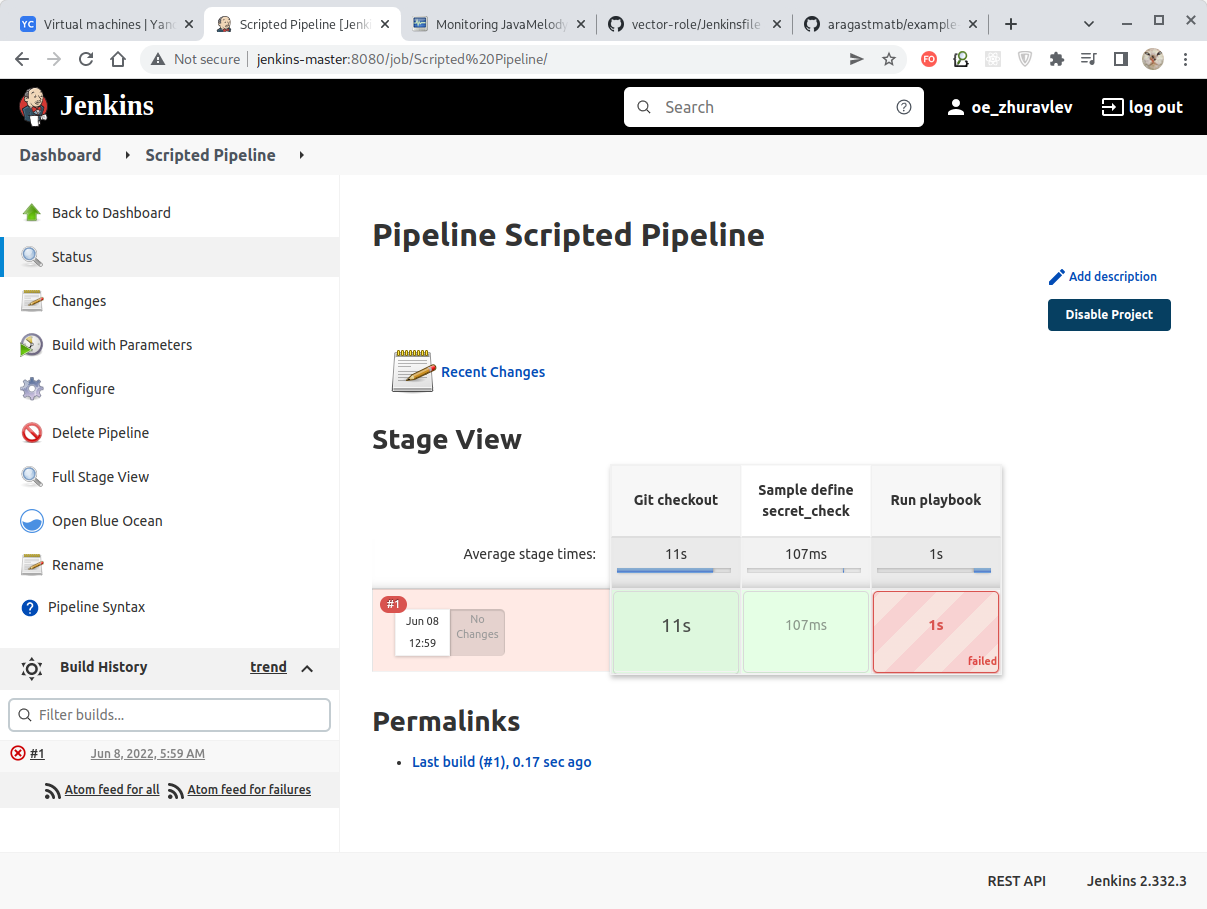 YC Virtual machines | Yan
Scripted Pipeline [Jenki
Monitoring JavaMelody
vector-role/Jenkinsfile
aragastmatb/example
Not secure
jenkins-master:8080/job/Scripted%20Pipeline/
FO
Jenkins
Search
oe_zhuravlev
log out
Dashboard
Scripted Pipeline
Back to Dashboard
Status
Changes
Build with Parameters
Configure
Delete Pipeline
Full Stage View
Open Blue Ocean
Rename
Pipeline Syntax
Build History
trend
Filter builds...
#1
Jun 8, 2022, 5:59 AM
Atom feed for all
Atom feed for failures
Pipeline Scripted Pipeline
Add description
Disable Project
Recent Changes
Stage View
Git checkout
Sample define
secret_check
Run playbook
Average stage times:
11s
107ms
1s
#1
Jun 08
12:59
No
Changes
11s
107ms
1s
failed
Permalinks
Last build (#1), 0.17 sec ago
REST API
Jenkins 2.332.3